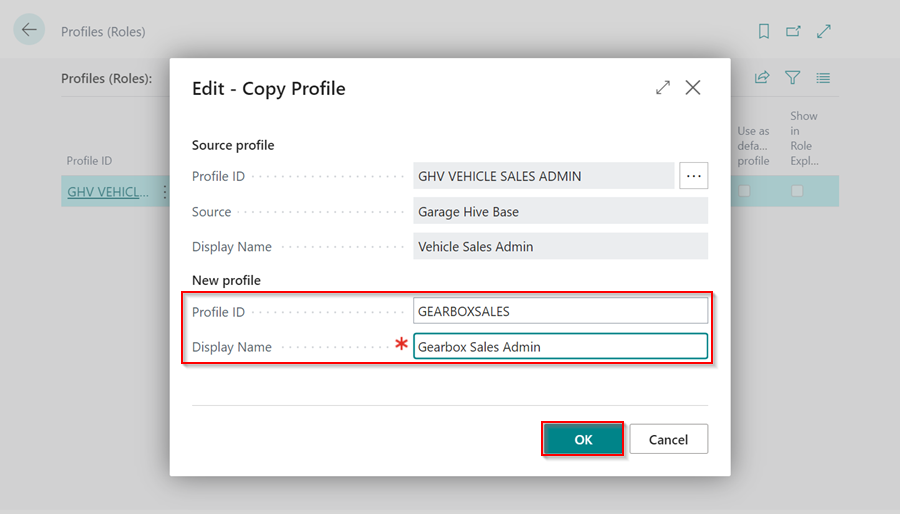 Profiles (Roles)
Profiles (Roles):
Profile ID
Use as
defa...
profile
Show
in
Role
Expl...
GHV VEHICL...
Edit - Copy Profile
Source profile
Profile ID
GHV VEHICLE SALES ADMIN
...
Source
Garage Hive Base
Display Name
Vehicle Sales Admin
New profile
Profile ID
GEARBOXSALES
Display Name
*
Gearbox Sales Admin
OK
Cancel